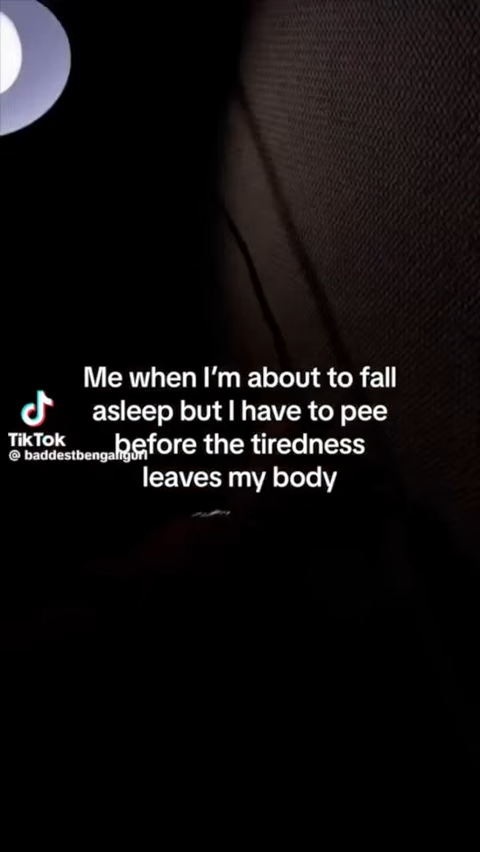 Me when I'm about to fall
asleep but I have to pee
before the tiredness
leaves my body
TikTok